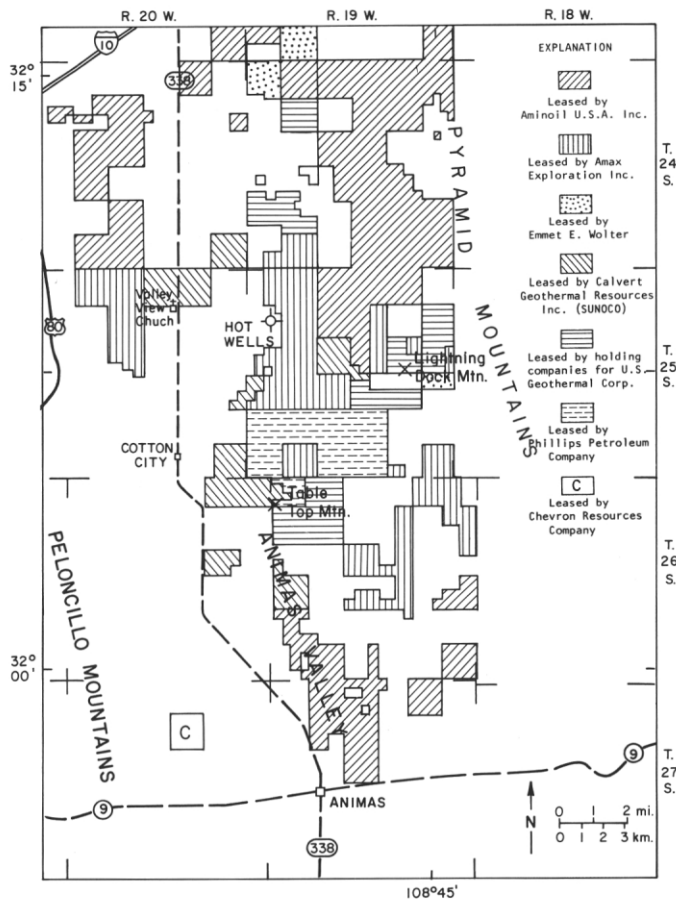 R. 20 W.
R. 19 W.
R. 18 W.
10
32°
15'
338
EXPLANATION
Leased by
Aminoil U.S.A. Inc.
Leased by Amax
Exploration Inc.
Leased by
Emmet E. Wolter
Leased by Calvert
Geothermal Resources
Inc. (SUNOCO)
Leased by holding
companies for U.S.
Geothermal Corp.
Leased by
Phillips Petroleum
Company
C
Leased by
Chevron Resources
Company
T.
24
S.
T.
25
S.
T.
26
S.
T.
27
S.
PYRAMID
MOUNTAINS
80
Valley
View
Chuch
HOT
WELLS
Lightning
Dock Mtn.
COTTON
CITY
Table
Top Mtn.
ANIMAS
VALLEY
PELONCILLO MOUNTAINS
32°
00'
C
9
9
ANIMAS
338
N
0 1 2 mi.
0 1 2 3 km.
108°45'